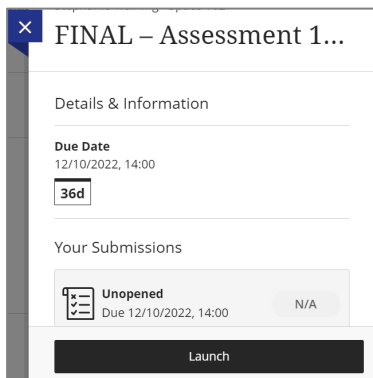 FINAL – Assessment 1...
Details & Information
Due Date
12/10/2022, 14:00
36d
Your Submissions
Unopened
Due 12/10/2022, 14:00
N/A
Launch